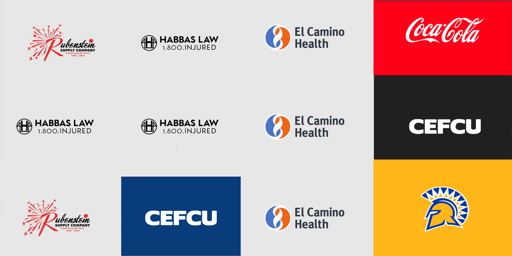 Rubenstein
SUPPLY COMPANY
HABBAS LAW
1.800.INJURED
El Camino
Health
Coca-Cola
HABBAS LAW
1.800.INJURED
HABBAS LAW
1.800.INJURED
El Camino
Health
CEFCU
Rubenstein
SUPPLY COMPANY
CEFCU
El Camino
Health